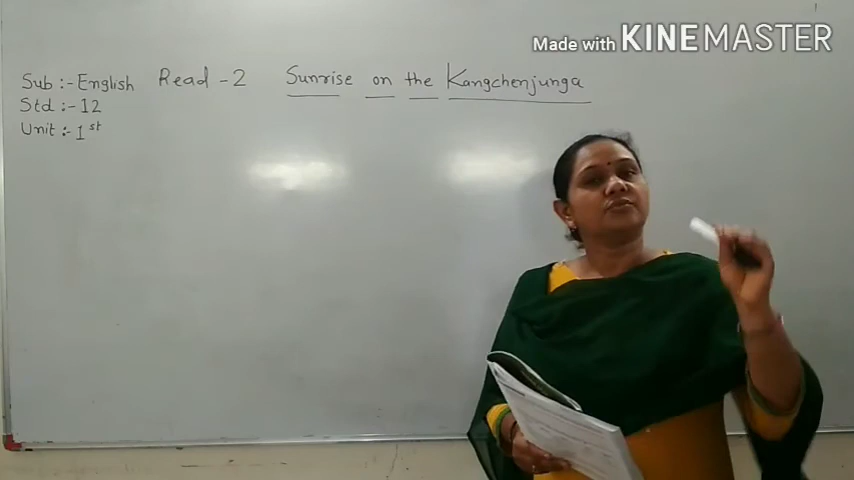 Made with KINEMASTER
Sub :- English Read - 2 Sunrise on the Kangchenjunga
Std :- 12
Unit :- 1st